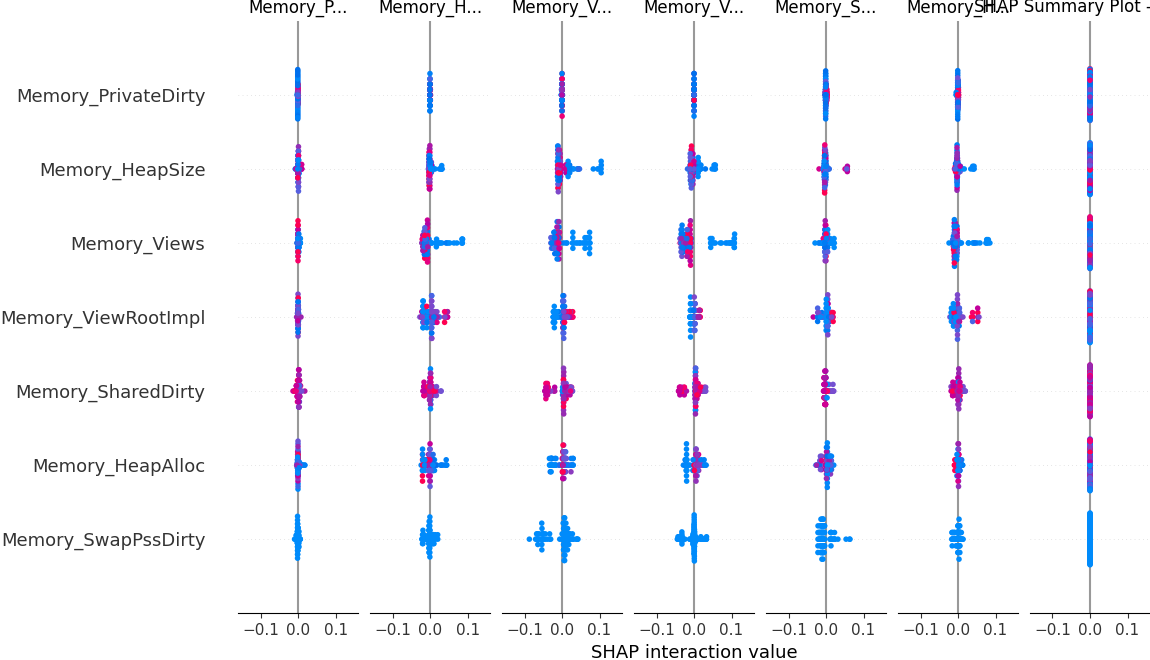 Memory_P... Memory_H... Memory_V... Memory_V... Memory_S... SHAP Summary Plot -
Memory_PrivateDirty
Memory_HeapSize
Memory_Views
Memory_ViewRootImpl
Memory_SharedDirty
Memory_HeapAlloc
Memory_SwapPssDirty
−0.1 0.0 0.1 −0.1 0.0 0.1 −0.1 0.0 0.1 −0.1 0.0 0.1 −0.1 0.0 0.1 −0.1 0.0 0.1 −0.1 0.0 0.1
SHAP interaction value